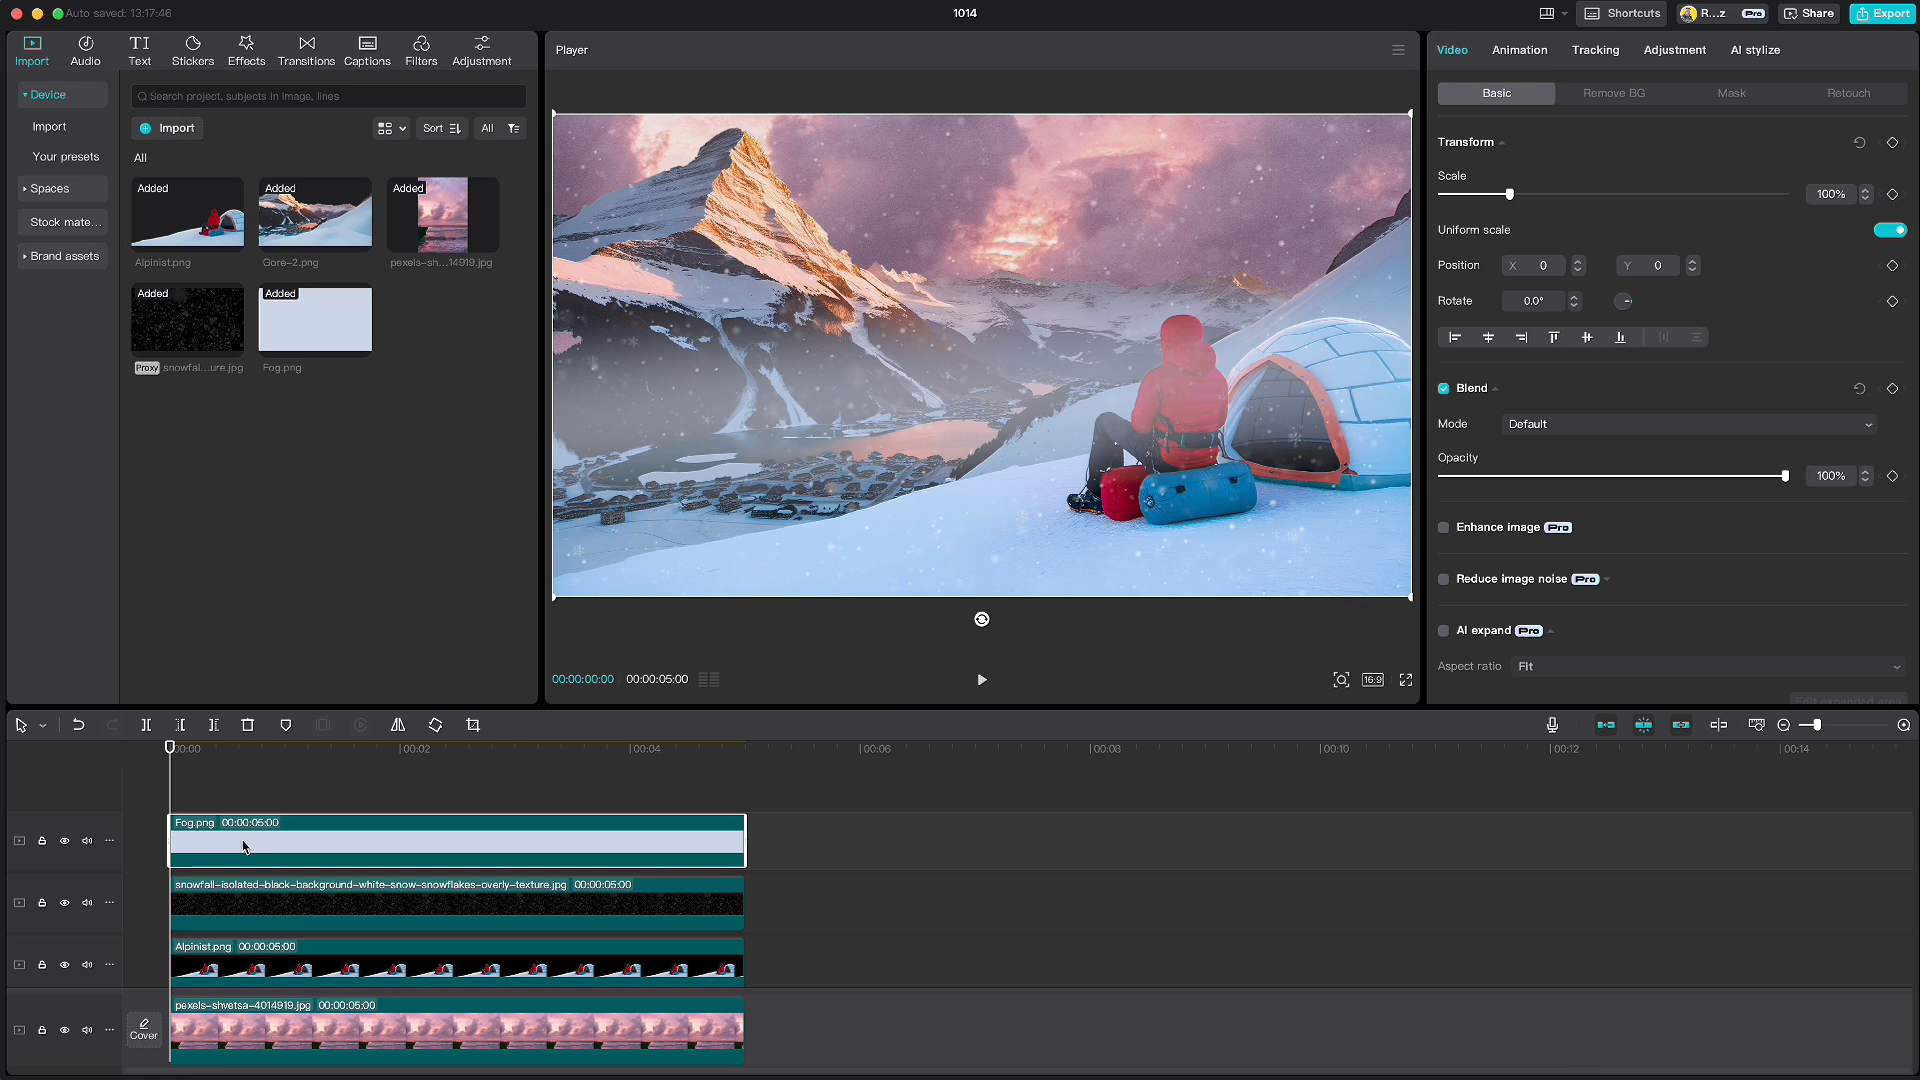 Auto saved: 13:17:46
1014
Shortcuts
R...z
Pro
Share
Export
Import
Audio
TI
Text
Stickers
Effects
Transitions
Captions
Filters
Adjustment
Device
Import
Your presets
Spaces
Stock mate...
Brand assets
Search project, subjects in image, lines
Import
Sort
All
All
Added
Alpinist.png
Added
Gore-2.png
Added
pexels-sh...14919.jpg
Added
Proxy
snowfal...ure.jpg
Added
Fog.png
Player
00:00:00:00
00:00:05:00
16:9
Video
Animation
Tracking
Adjustment
AI stylize
Basic
Remove BG
Mask
Retouch
Transform
Scale
100%
Uniform scale
Position
X 0
Y 0
Rotate
0.0°
Blend
Mode
Default
Opacity
100%
Enhance image Pro
Reduce image noise Pro
AI expand Pro
Aspect ratio
Fit
Edit expanded area
00:00
00:02
00:04
00:06
00:08
00:10
00:12
00:14
Fog.png 00:00:05:00
snowfall-isolated-black-background-white-snow-snowflakes-overly-texture.jpg 00:00:05:00
Alpinist.png 00:00:05:00
Cover
pexels-shvetsa-4014919.jpg 00:00:05:00